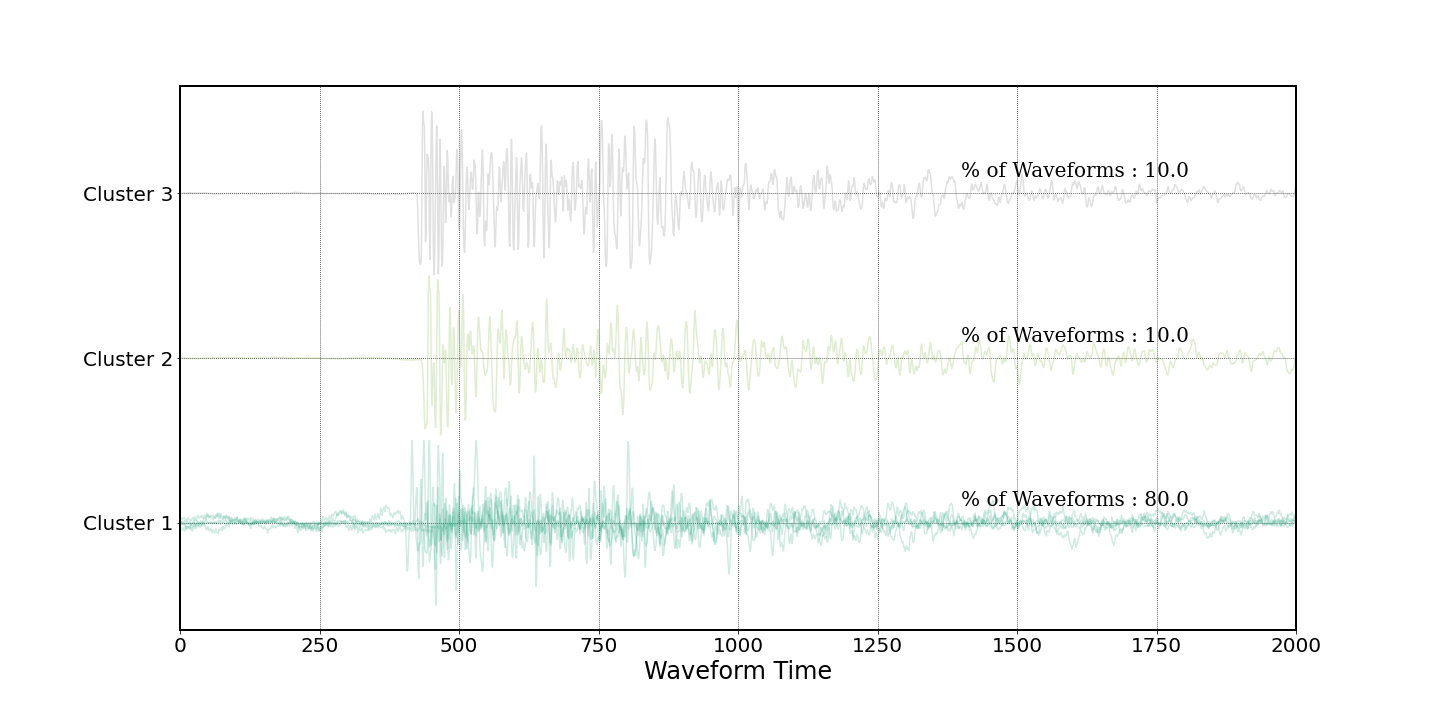 Cluster 3
% of Waveforms : 10.0
Cluster 2
% of Waveforms : 10.0
Cluster 1
% of Waveforms : 80.0
0 250 500 750 1000 1250 1500 1750 2000
Waveform Time